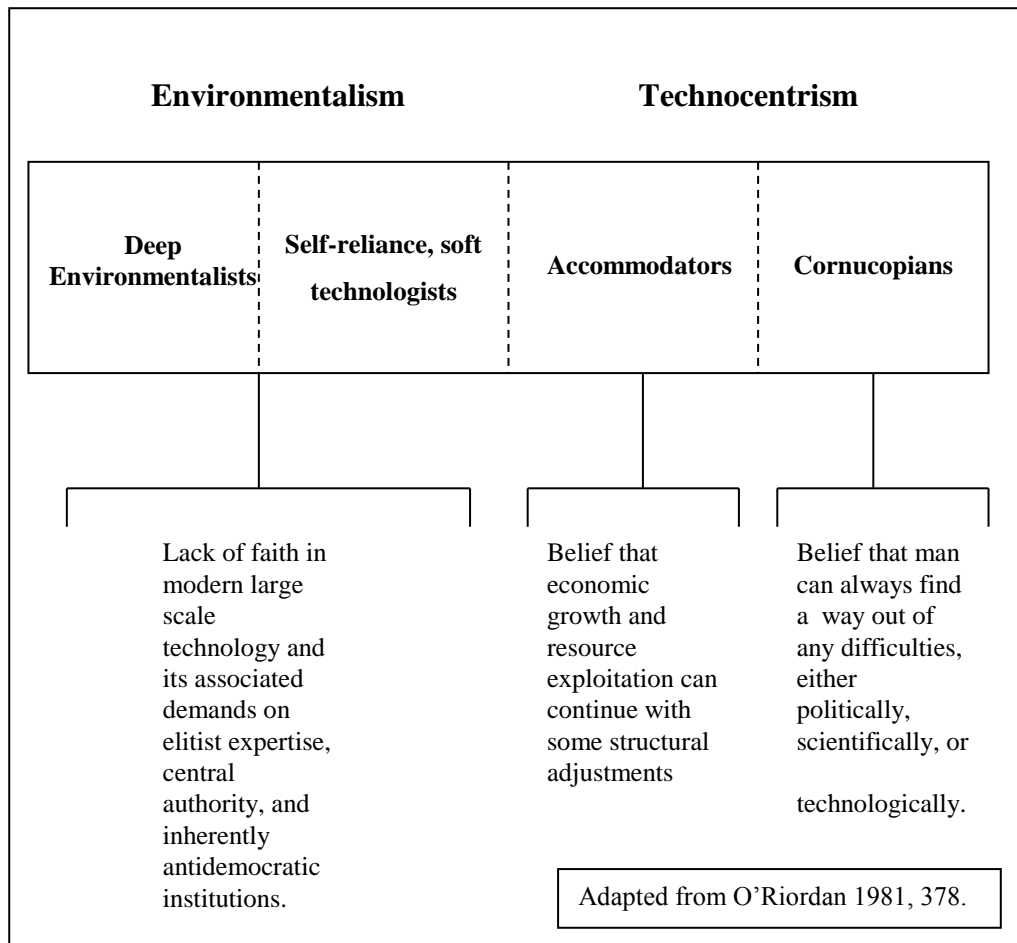 Environmentalism
Technocentrism
Deep
Environmentalists
Self-reliance, soft
technologists
Accommodators
Cornucopians
Lack of faith in
modern large
scale
technology and
its associated
demands on
elitist expertise,
central
authority, and
inherently
antidemocratic
institutions.
Belief that
economic
growth and
resource
exploitation can
continue with
some structural
adjustments
Belief that man
can always find
a way out of
any difficulties,
either
politically,
scientifically, or
technologically.
Adapted from O’Riordan 1981, 378.